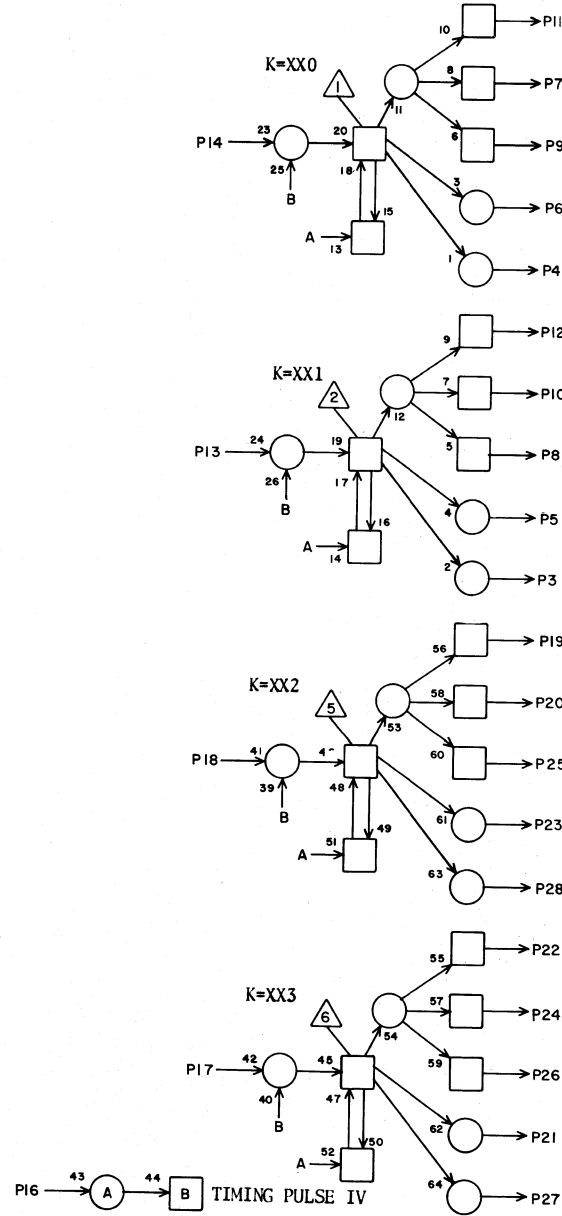 10 P11
K=XX0 8 P7
1 11
6 P9
P14 23 20
25 18 3 P6
B 15
A 13 1 P4
9 P12
K=XX1 7 P10
2 12
5 P8
P13 24 19
26 17 4 P5
B 16
A 14 2 P3
56 P19
K=XX2 58 P20
5 53
60 P25
P18 41
39 48 61 P23
B 49
A 51 63 P28
55 P22
K=XX3 57 P24
6 54
59 P26
P17 42
40 47 62 P21
B 50
A 52 64 P27
P16 43 A 44 B TIMING PULSE IV